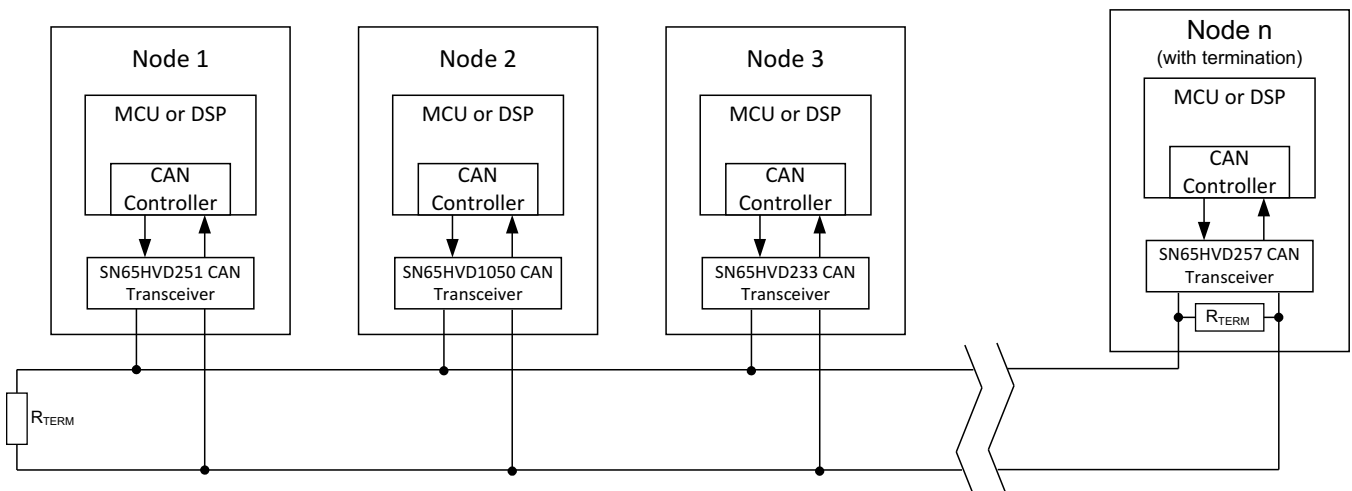 Node 1
MCU or DSP
CAN
Controller
SN65HVD251 CAN
Transceiver
Node 2
MCU or DSP
CAN
Controller
SN65HVD1050 CAN
Transceiver
Node 3
MCU or DSP
CAN
Controller
SN65HVD233 CAN
Transceiver
Node n
(with termination)
MCU or DSP
CAN
Controller
SN65HVD257 CAN
Transceiver
RTERM
RTERM